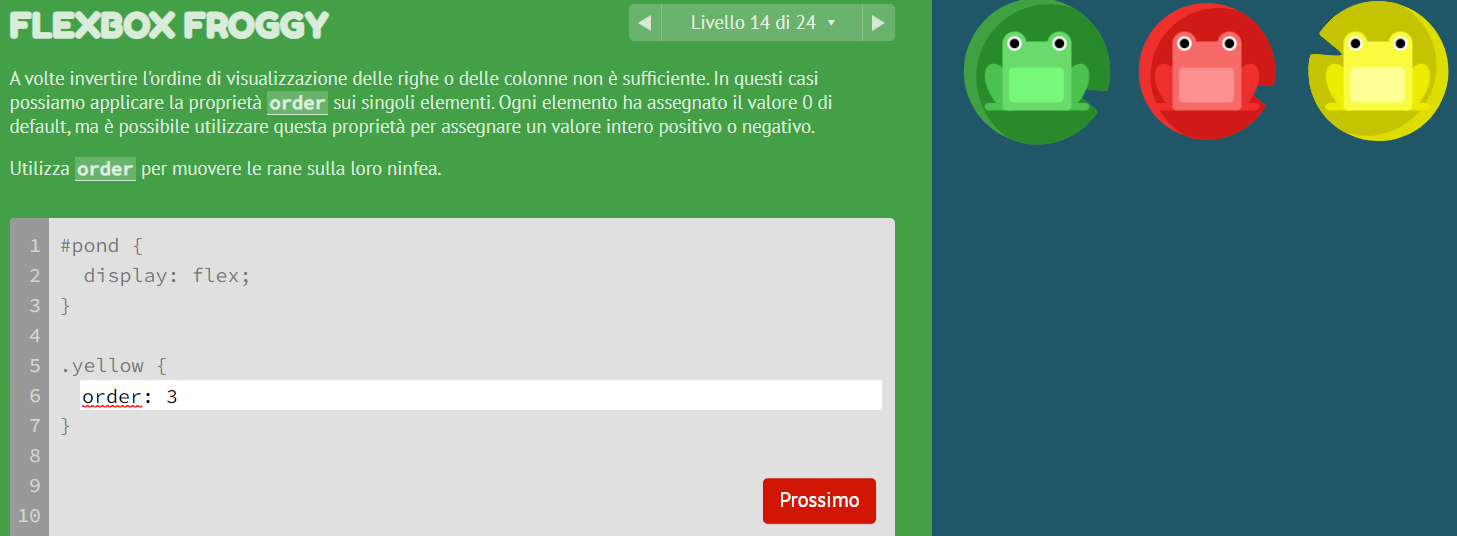 FLEXBOX FROGGY
Livello 14 di 24
A volte invertire l'ordine di visualizzazione delle righe o delle colonne non è sufficiente. In questi casi
possiamo applicare la proprietà order sui singoli elementi. Ogni elemento ha assegnato il valore 0 di
default, ma è possibile utilizzare questa proprietà per assegnare un valore intero positivo o negativo.
Utilizza order per muovere le rane sulla loro ninfea.
1 #pond {
2 display: flex;
3 }
4
5 .yellow {
6 order: 3
7 }
8
9
10
Prossimo